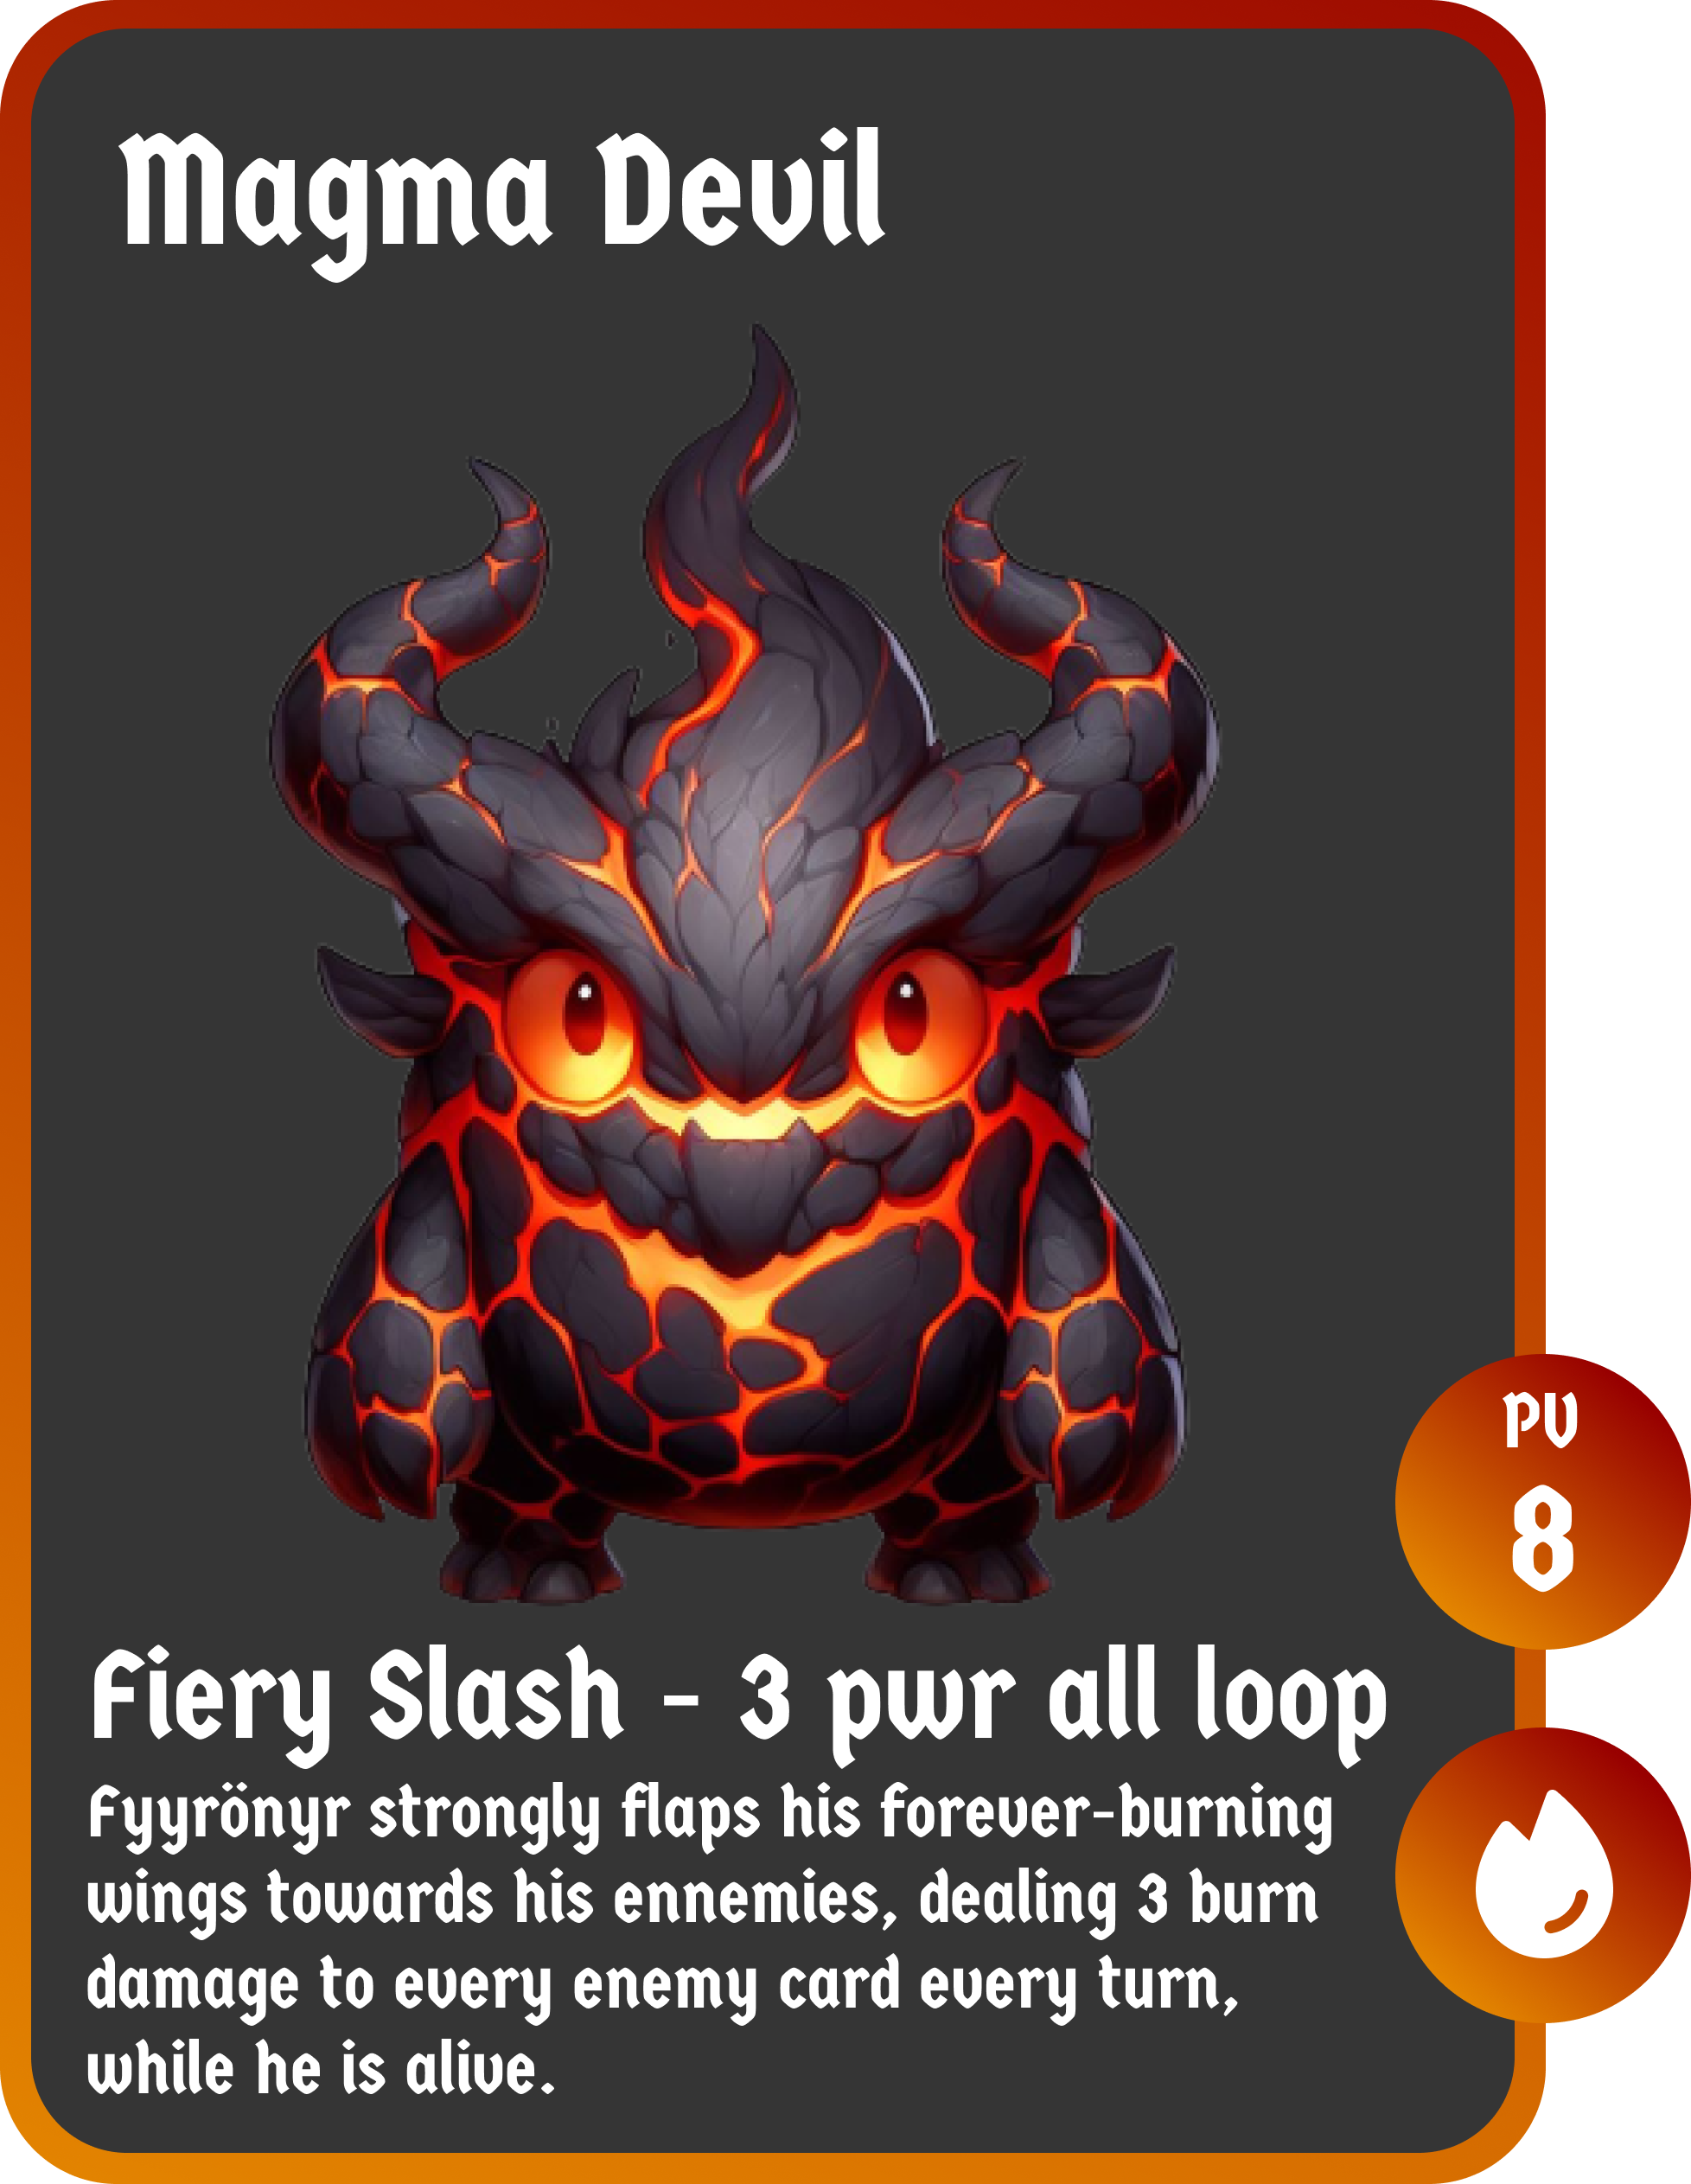 Magma Devil
PV
8
Fiery Slash - 3 pwr all loop
Fyyrönyr strongly flaps his forever-burning
wings towards his ennemies, dealing 3 burn
damage to every enemy card every turn,
while he is alive.